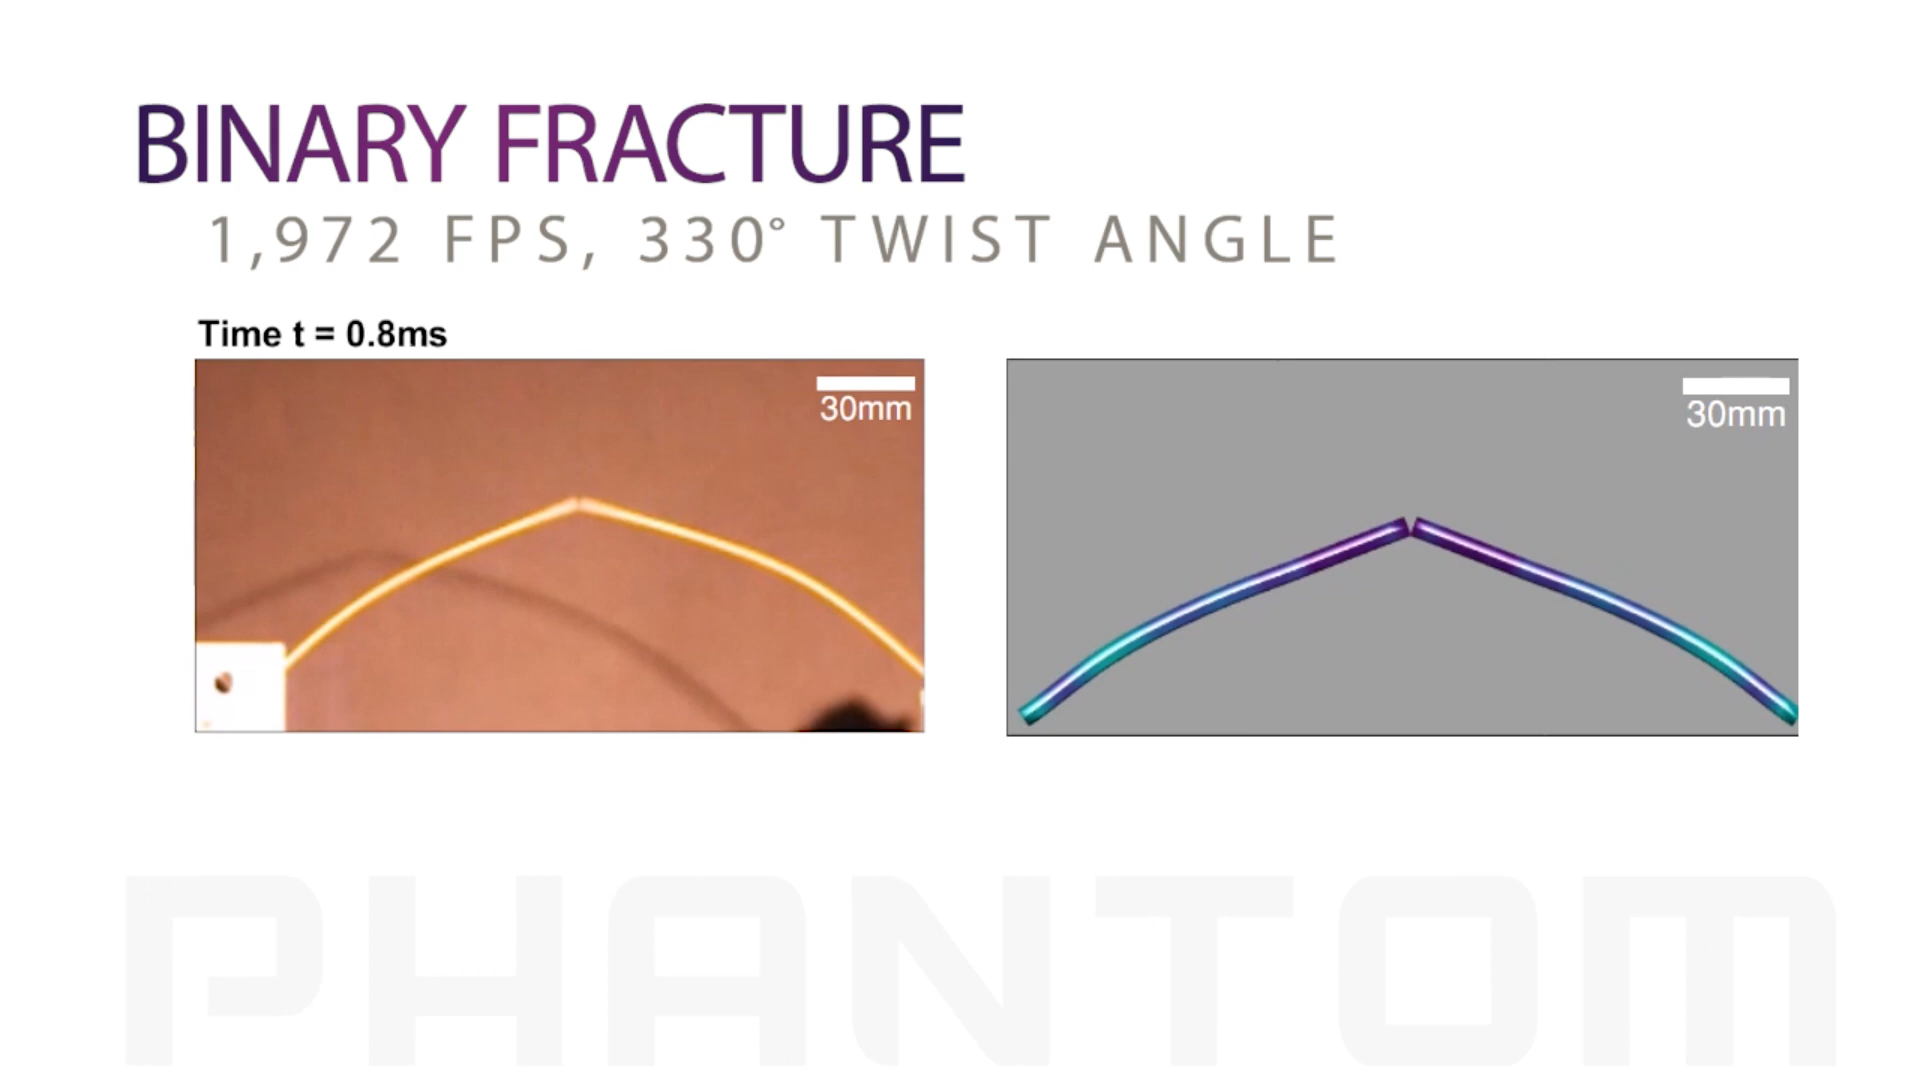 BINARY FRACTURE
1,972 FPS, 330° TWIST ANGLE
Time t = 0.8ms
30mm
30mm
PHANTOM